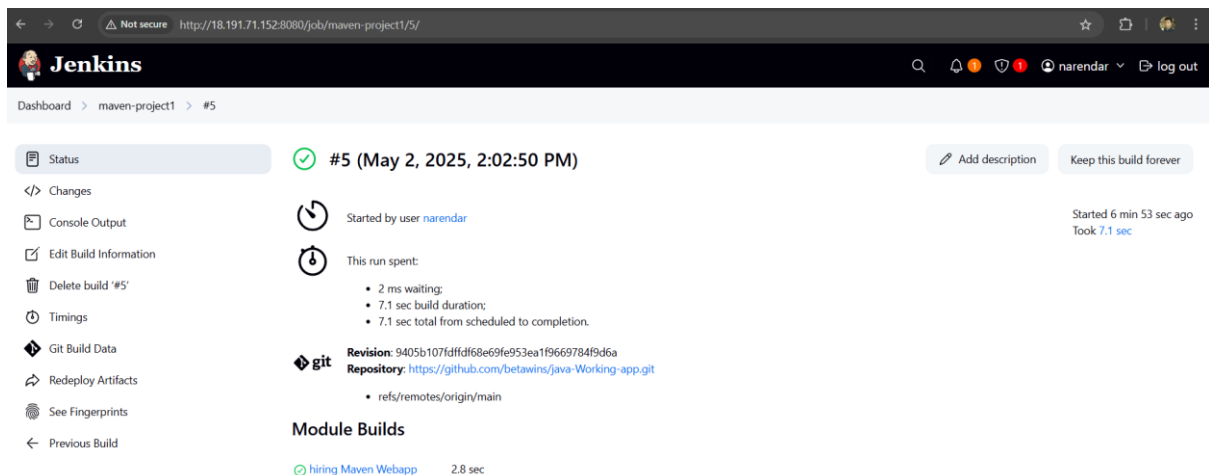 Not secure http://18.191.71.152:8080/job/maven-project1/5/
Jenkins 1 1 narendar log out
Dashboard > maven-project1 > #5
Status
#5 (May 2, 2025, 2:02:50 PM)
Add description
Keep this build forever
Changes
Console Output
Edit Build Information
Delete build ‘#5’
Timings
Git Build Data
Redeploy Artifacts
See Fingerprints
Previous Build
Started by user narendar
Started 6 min 53 sec ago
Took 7.1 sec
This run spent:
• 2 ms waiting;
• 7.1 sec build duration;
• 7.1 sec total from scheduled to completion.
git
Revision: 9405b107fdffdf68e69fe953ea1f9669784f9d6a
Repository: https://github.com/betawins/java-Working-app.git
• refs/remotes/origin/main
Module Builds
hiring Maven Webapp 2.8 sec